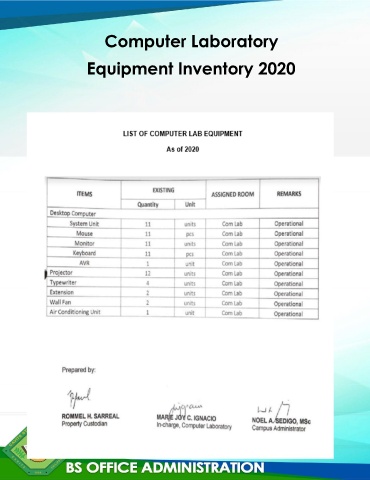 Computer Laboratory
Equipment Inventory 2020
LIST OF COMPUTER LAB EQUIPMENT
As of 2020
ITEMS EXISTING ASSIGNED ROOM REMARKS
Quantity Unit
Desktop Computer
System Unit 11 units Com Lab Operational
Mouse 11 pcs Com Lab Operational
Monitor 11 units Com Lab Operational
Keyboard 11 pcs Com Lab Operational
AVR 1 unit Com Lab Operational
Projector 12 units Com Lab Operational
Typewriter 4 units Com Lab Operational
Extension 2 units Com Lab Operational
Wall Fan 2 units Com Lab Operational
Air Conditioning Unit 1 unit Com Lab Operational
Prepared by:
ROMMEL H. SARREAL
Property Custodian
MARIE JOY C. IGNACIO
In-charge, Computer Laboratory
NOEL A. SEDIGO, MSc
Campus Administrator
BS OFFICE ADMINISTRATION